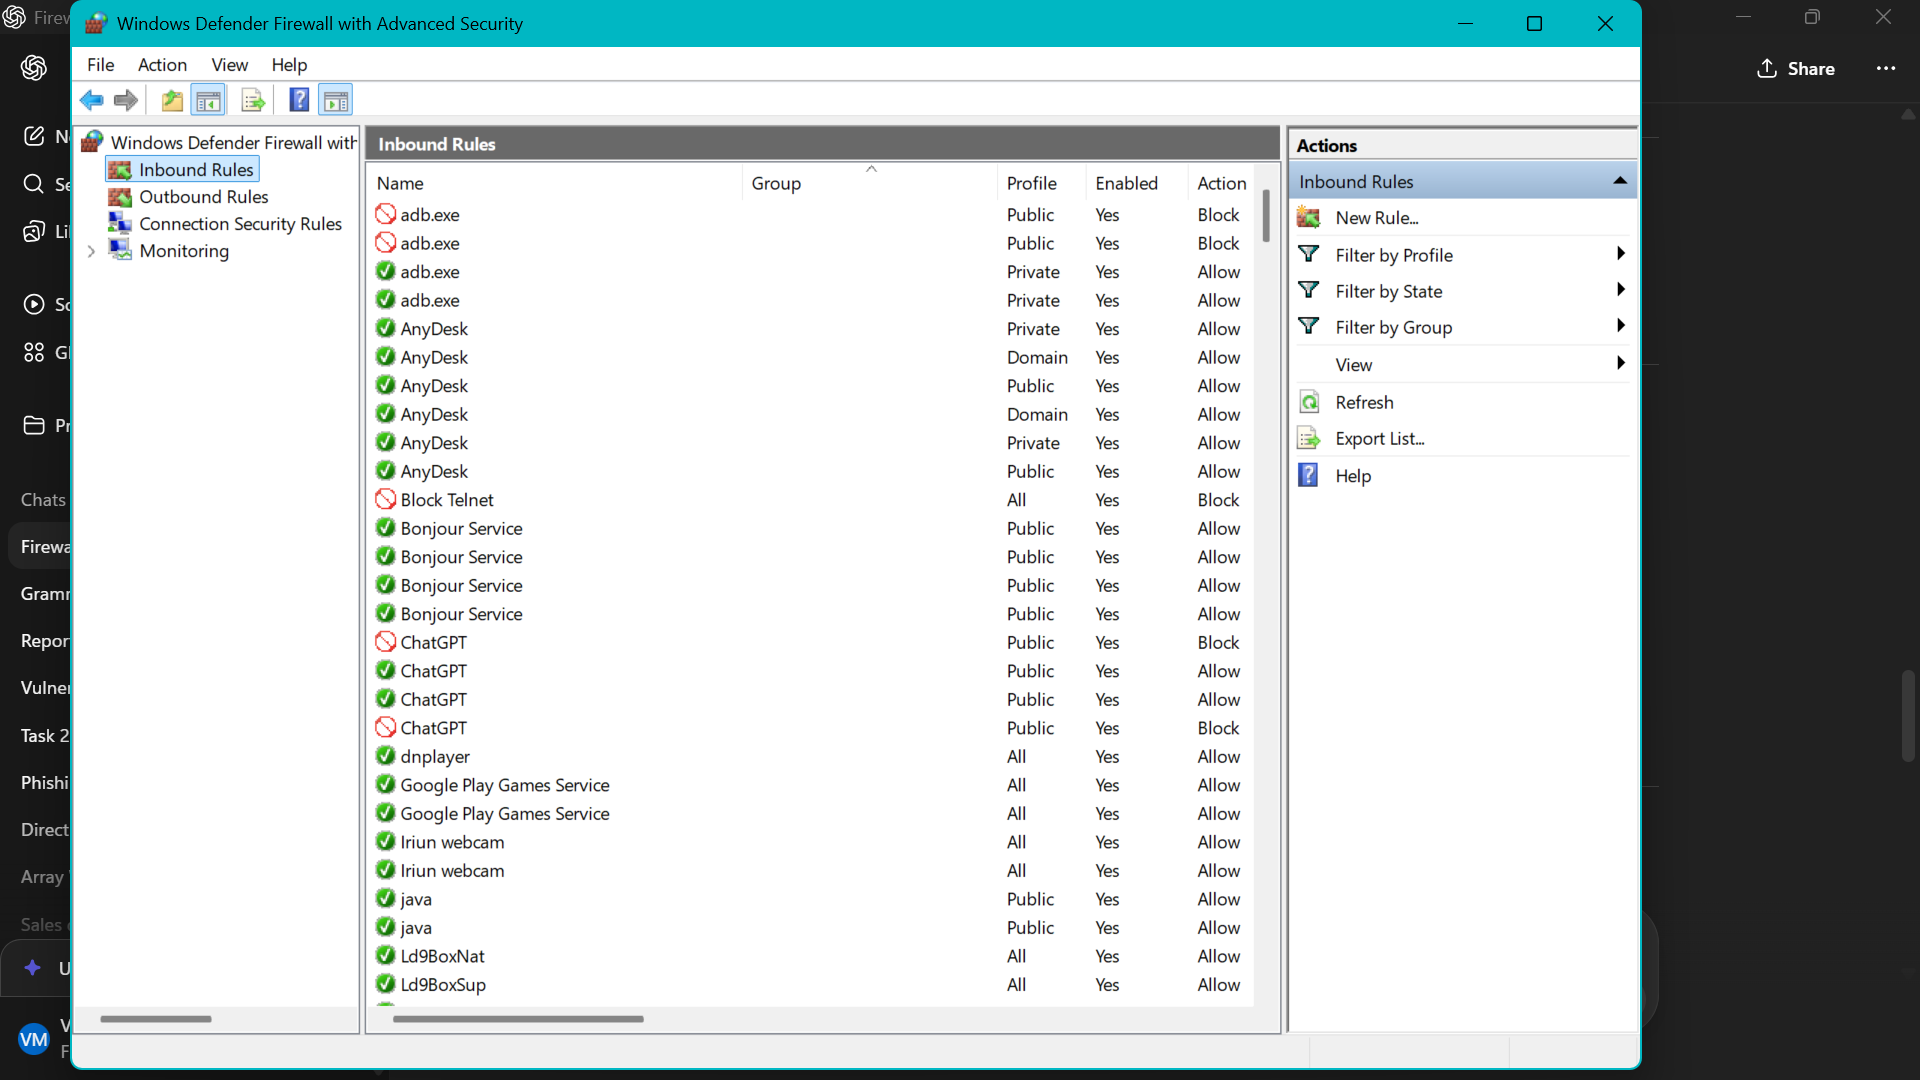 Firew
Windows Defender Firewall with Advanced Security
Share
File Action View Help
N
Se
Li
So
G
Pr
Chats
Firewa
Gramm
Repor
Vulner
Task 2
Phishi
Direct
Array
Sales
U
VM
V
F
Windows Defender Firewall with
Inbound Rules
Outbound Rules
Connection Security Rules
Monitoring
Inbound Rules
Name Group Profile Enabled Action
adb.exe Public Yes Block
adb.exe Public Yes Block
adb.exe Private Yes Allow
adb.exe Private Yes Allow
AnyDesk Private Yes Allow
AnyDesk Domain Yes Allow
AnyDesk Public Yes Allow
AnyDesk Domain Yes Allow
AnyDesk Private Yes Allow
AnyDesk Public Yes Allow
Block Telnet All Yes Block
Bonjour Service Public Yes Allow
Bonjour Service Public Yes Allow
Bonjour Service Public Yes Allow
Bonjour Service Public Yes Allow
ChatGPT Public Yes Block
ChatGPT Public Yes Allow
ChatGPT Public Yes Allow
ChatGPT Public Yes Block
dnplayer All Yes Allow
Google Play Games Service All Yes Allow
Google Play Games Service All Yes Allow
Iriun webcam All Yes Allow
Iriun webcam All Yes Allow
java Public Yes Allow
java Public Yes Allow
Ld9BoxNat All Yes Allow
Ld9BoxSup All Yes Allow
Actions
Inbound Rules
New Rule...
Filter by Profile
Filter by State
Filter by Group
View
Refresh
Export List...
Help